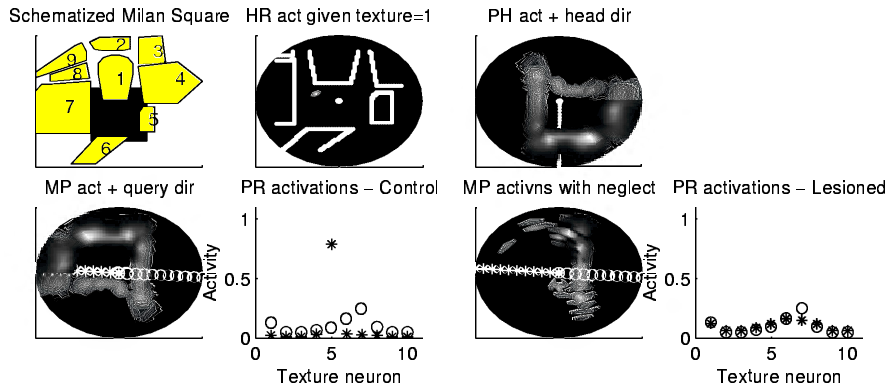 Schematized Milan Square
HR act given texture=1
PH act + head dir
2
3
9
8
1
4
7
5
6
MP act + query dir
PR activations – Control
MP activns with neglect
PR activations – Lesioned
1
0.5
0
Activity
0
5
10
Texture neuron
1
0.5
0
Activity
0
5
10
Texture neuron